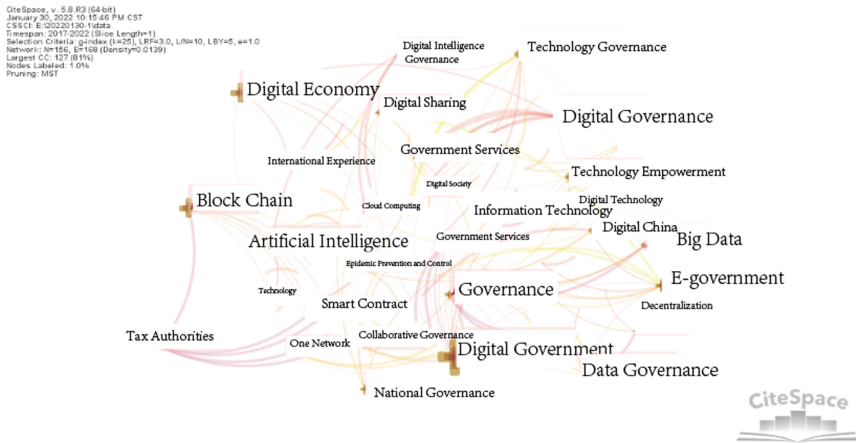 CiteSpace, v. 5.8.R3 (64-bit)
January 30, 2022 10:15:46 PM CST
CSSCI: E:\20220130-1\data
Timespan: 2017-2022 (Slice Length=1)
Selection Criteria: g-index (k=25), LRF=3.0, L/N=10, LBY=5, e=1.0
Network: N=156, E=168 (Density=0.0139)
Largest CC: 127 (81%)
Nodes Labeled: 1.0%
Pruning: MST
Digital Intelligence
Governance
Technology Governance
Digital Economy
Digital Sharing
Digital Governance
Government Services
International Experience
Technology Empowerment
Digital Society
Block Chain
Cloud Computing
Digital Technology
Information Technology
Digital China
Artificial Intelligence
Government Services
Big Data
Epidemic Prevention and Control
E-government
Technology
Governance
Smart Contract
Decentralization
Tax Authorities
Collaborative Governance
One Network
Digital Government
Data Governance
National Governance
CiteSpace